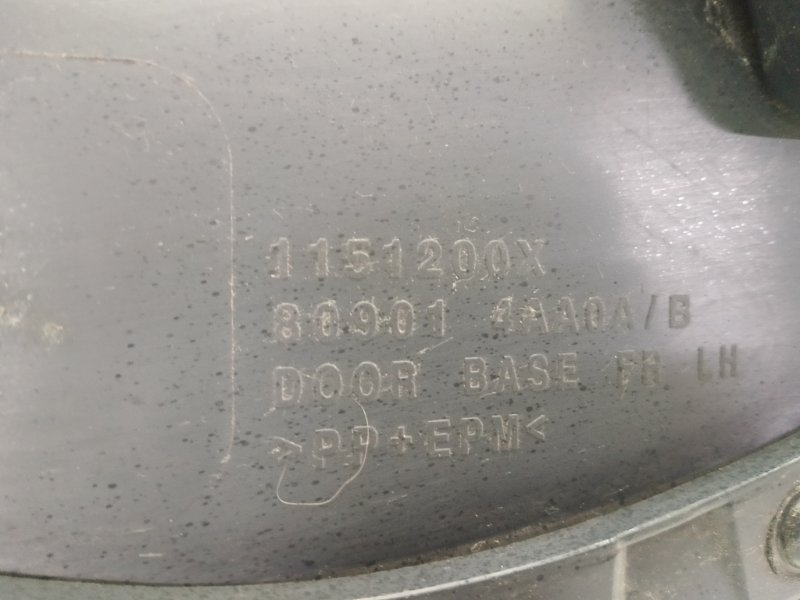 1151200X
80901 4AA0A/B
DOOR BASE FR LH
>PP+EPM<